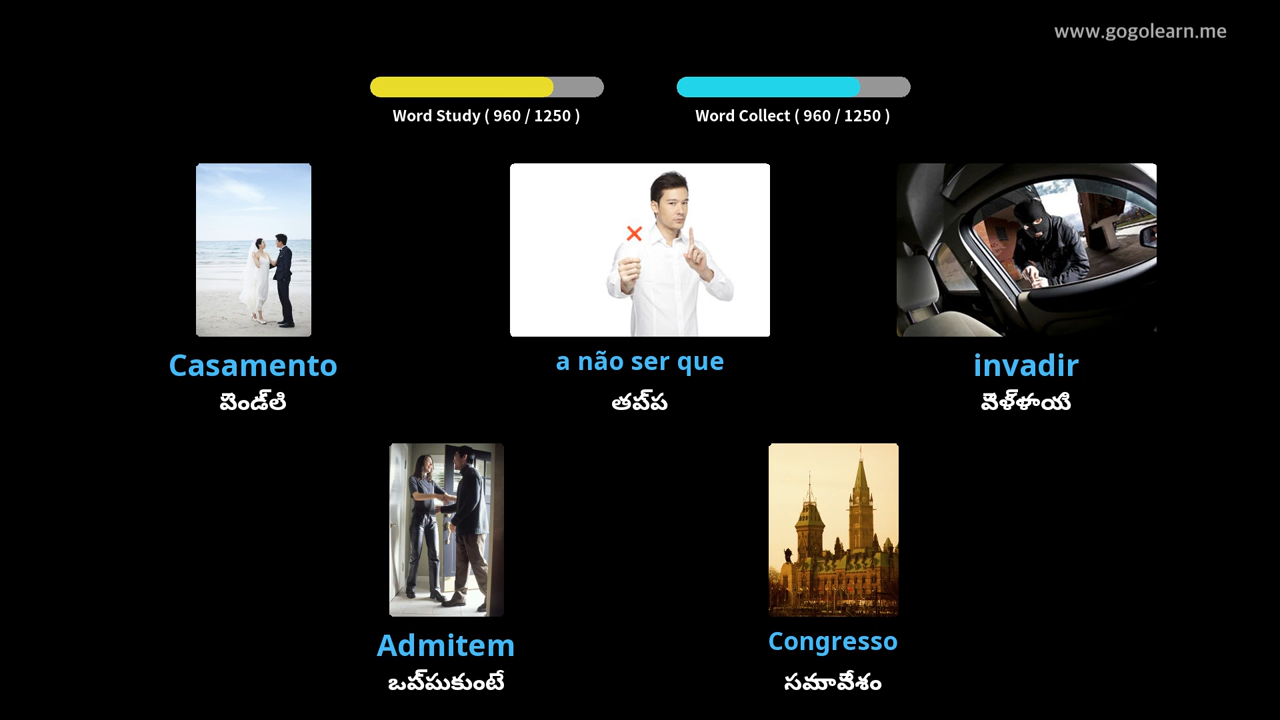 www.gogolearn.me
Word Study ( 960 / 1250 )
Word Collect ( 960 / 1250 )
Casamento
పెండ్లి
a não ser que
తప్ప
invadir
వెళ్ళాయి
Admitem
ఒప్పుకుంటే
Congresso
సమావేశం